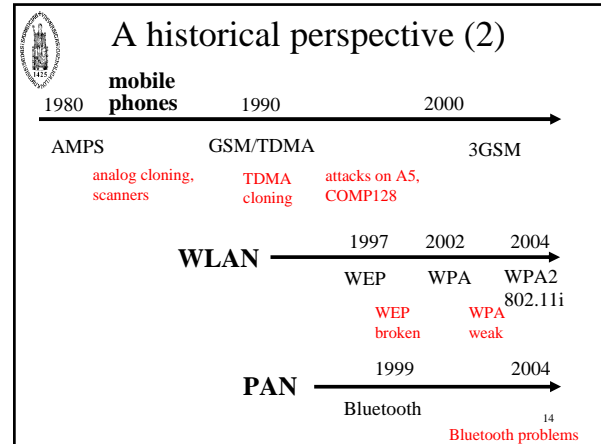 A historical perspective (2)
mobile
phones
1980 1990 2000
AMPS GSM/TDMA 3GSM
analog cloning,
scanners
TDMA
cloning
attacks on A5,
COMP128
WLAN
1997 2002 2004
WEP WPA WPA2
802.11i
WEP
broken
WPA
weak
PAN
1999 2004
Bluetooth
14
Bluetooth problems
1425